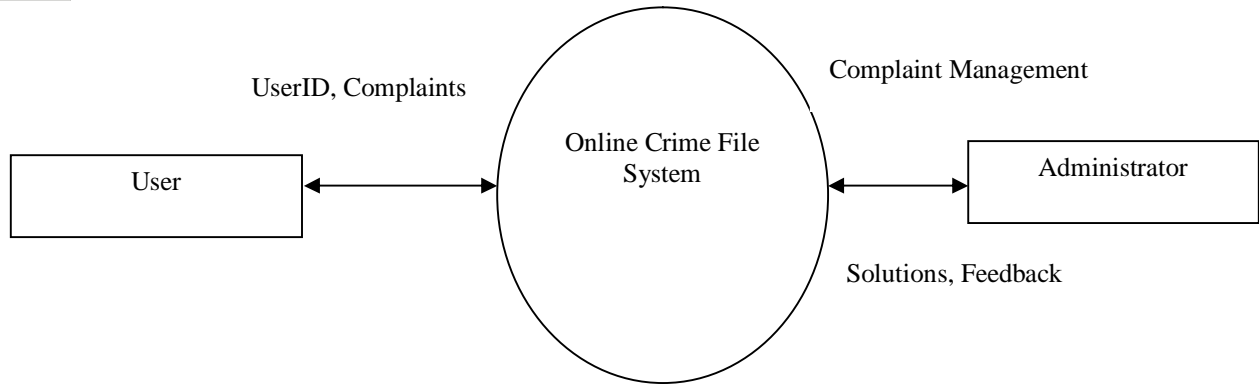 UserID, Complaints
Complaint Management
User
Online Crime File
System
Administrator
Solutions, Feedback